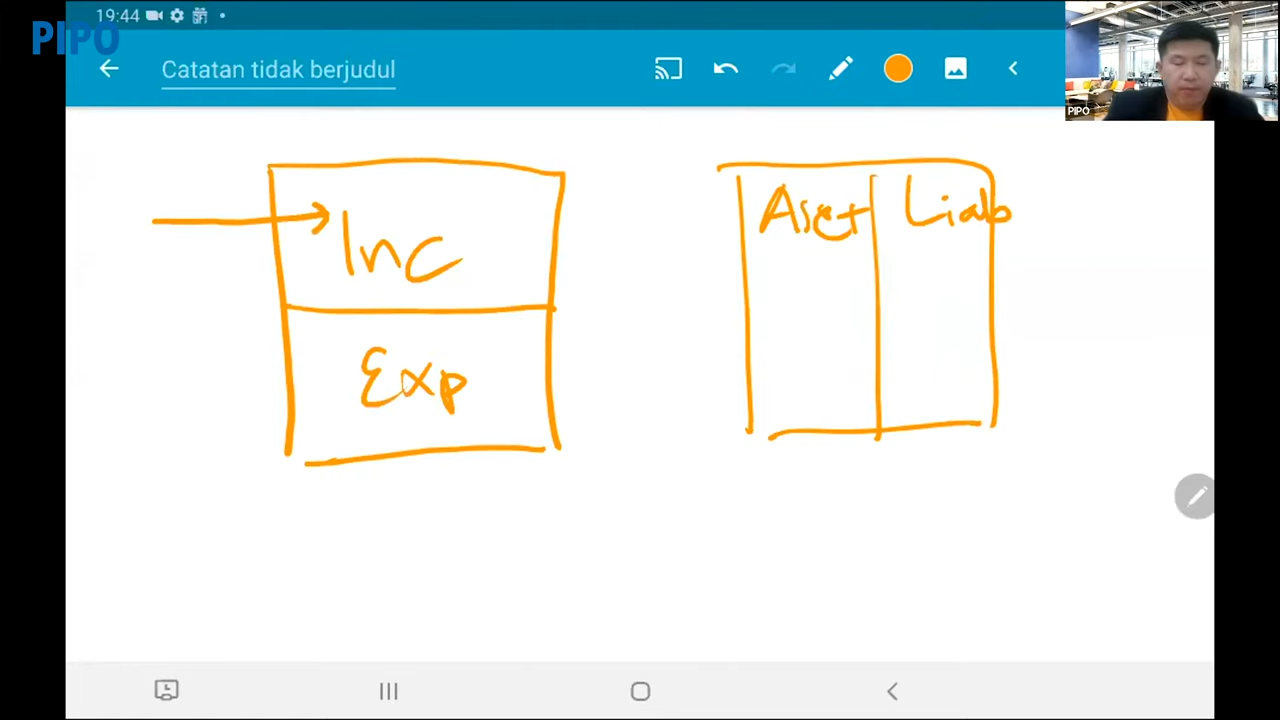 19:44
PIPO
Catatan tidak berjudul
PIPO
Inc
Exp
Aset
Liab